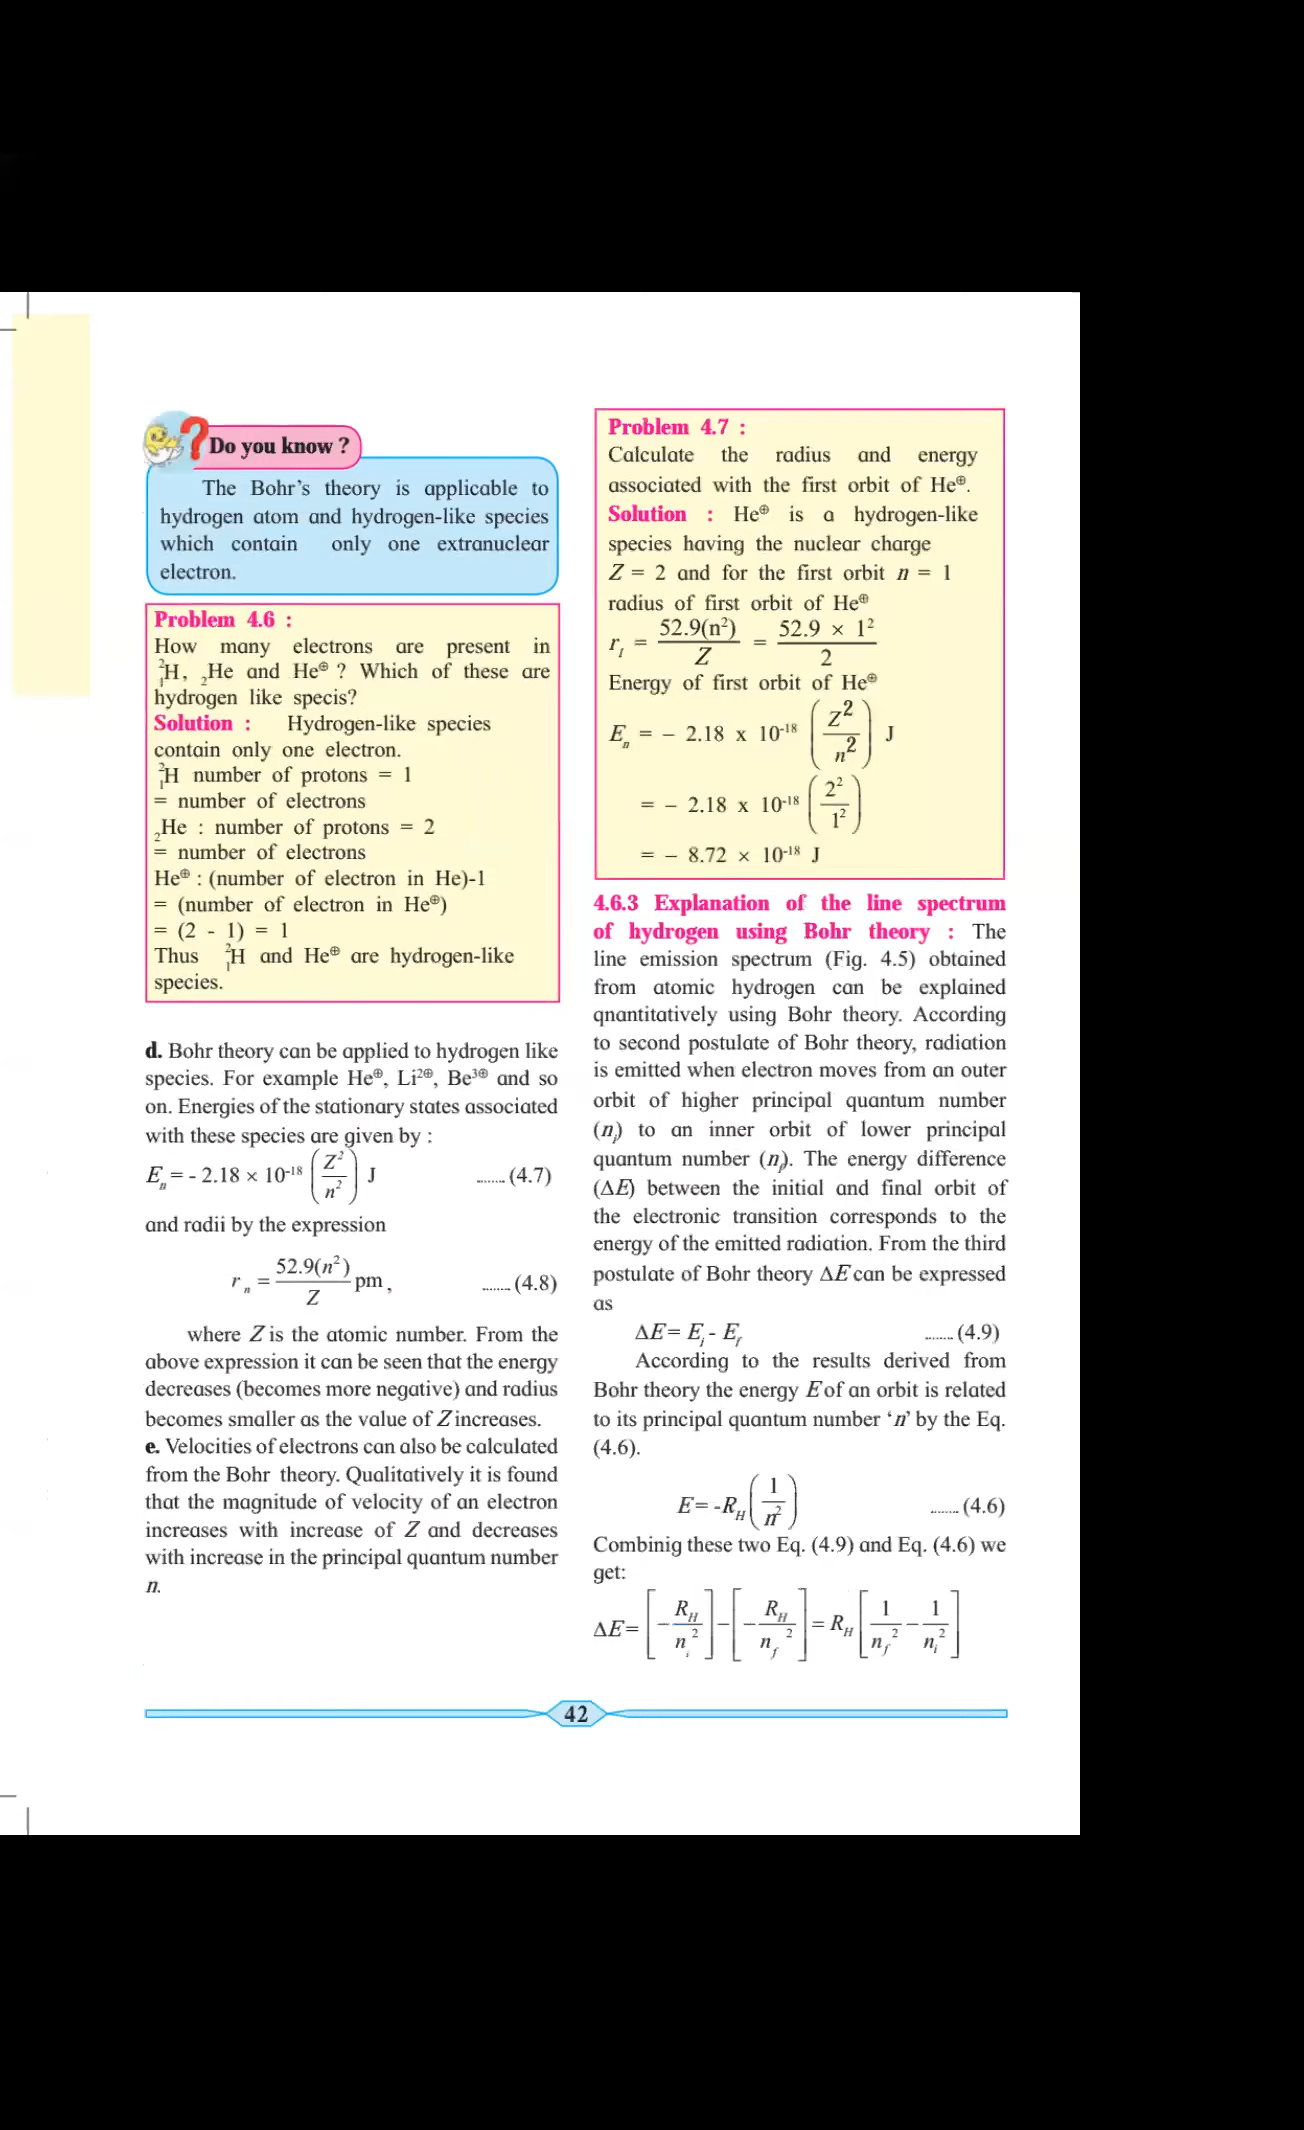 Do you know ?
The Bohr's theory is applicable to
hydrogen atom and hydrogen-like species
which contain only one extranuclear
electron.
Problem 4.6 :
How many electrons are present in
²₁H, ₂He and He⊕ ? Which of these are
hydrogen like specis?
Solution : Hydrogen-like species
contain only one electron.
²₁H number of protons = 1
= number of electrons
₂He : number of protons = 2
= number of electrons
He⊕ : (number of electron in He)-1
= (number of electron in He⊕)
= (2 - 1) = 1
Thus ²₁H and He⊕ are hydrogen-like
species.
d. Bohr theory can be applied to hydrogen like
species. For example He⊕, Li²⊕, Be³⊕ and so
on. Energies of the stationary states associated
with these species are given by :
Eₙ = - 2.18 × 10⁻¹⁸ (Z²/n²) J ........ (4.7)
and radii by the expression
rₙ = 52.9(n²)/Z pm , ........ (4.8)
where Z is the atomic number. From the
above expression it can be seen that the energy
decreases (becomes more negative) and radius
becomes smaller as the value of Z increases.
e. Velocities of electrons can also be calculated
from the Bohr theory. Qualitatively it is found
that the magnitude of velocity of an electron
increases with increase of Z and decreases
with increase in the principal quantum number
n.
Problem 4.7 :
Calculate the radius and energy
associated with the first orbit of He⊕.
Solution : He⊕ is a hydrogen-like
species having the nuclear charge
Z = 2 and for the first orbit n = 1
radius of first orbit of He⊕
r₁ = 52.9(n²)/Z = 52.9 × 1²/2
Energy of first orbit of He⊕
Eₙ = − 2.18 x 10⁻¹⁸ (Z²/n²) J
= − 2.18 x 10⁻¹⁸ (2²/1²)
= − 8.72 × 10⁻¹⁸ J
4.6.3 Explanation of the line spectrum
of hydrogen using Bohr theory : The
line emission spectrum (Fig. 4.5) obtained
from atomic hydrogen can be explained
qnantitatively using Bohr theory. According
to second postulate of Bohr theory, radiation
is emitted when electron moves from an outer
orbit of higher principal quantum number
(nᵢ) to an inner orbit of lower principal
quantum number (n_f). The energy difference
(ΔE) between the initial and final orbit of
the electronic transition corresponds to the
energy of the emitted radiation. From the third
postulate of Bohr theory ΔE can be expressed
as
ΔE = Eᵢ - E_f ........ (4.9)
According to the results derived from
Bohr theory the energy E of an orbit is related
to its principal quantum number 'n' by the Eq.
(4.6).
E = -R_H (1/n²) ........ (4.6)
Combinig these two Eq. (4.9) and Eq. (4.6) we
get:
ΔE = [−R_H/nᵢ²] − [−R_H/n_f²] = R_H [1/n_f² − 1/nᵢ²]
42